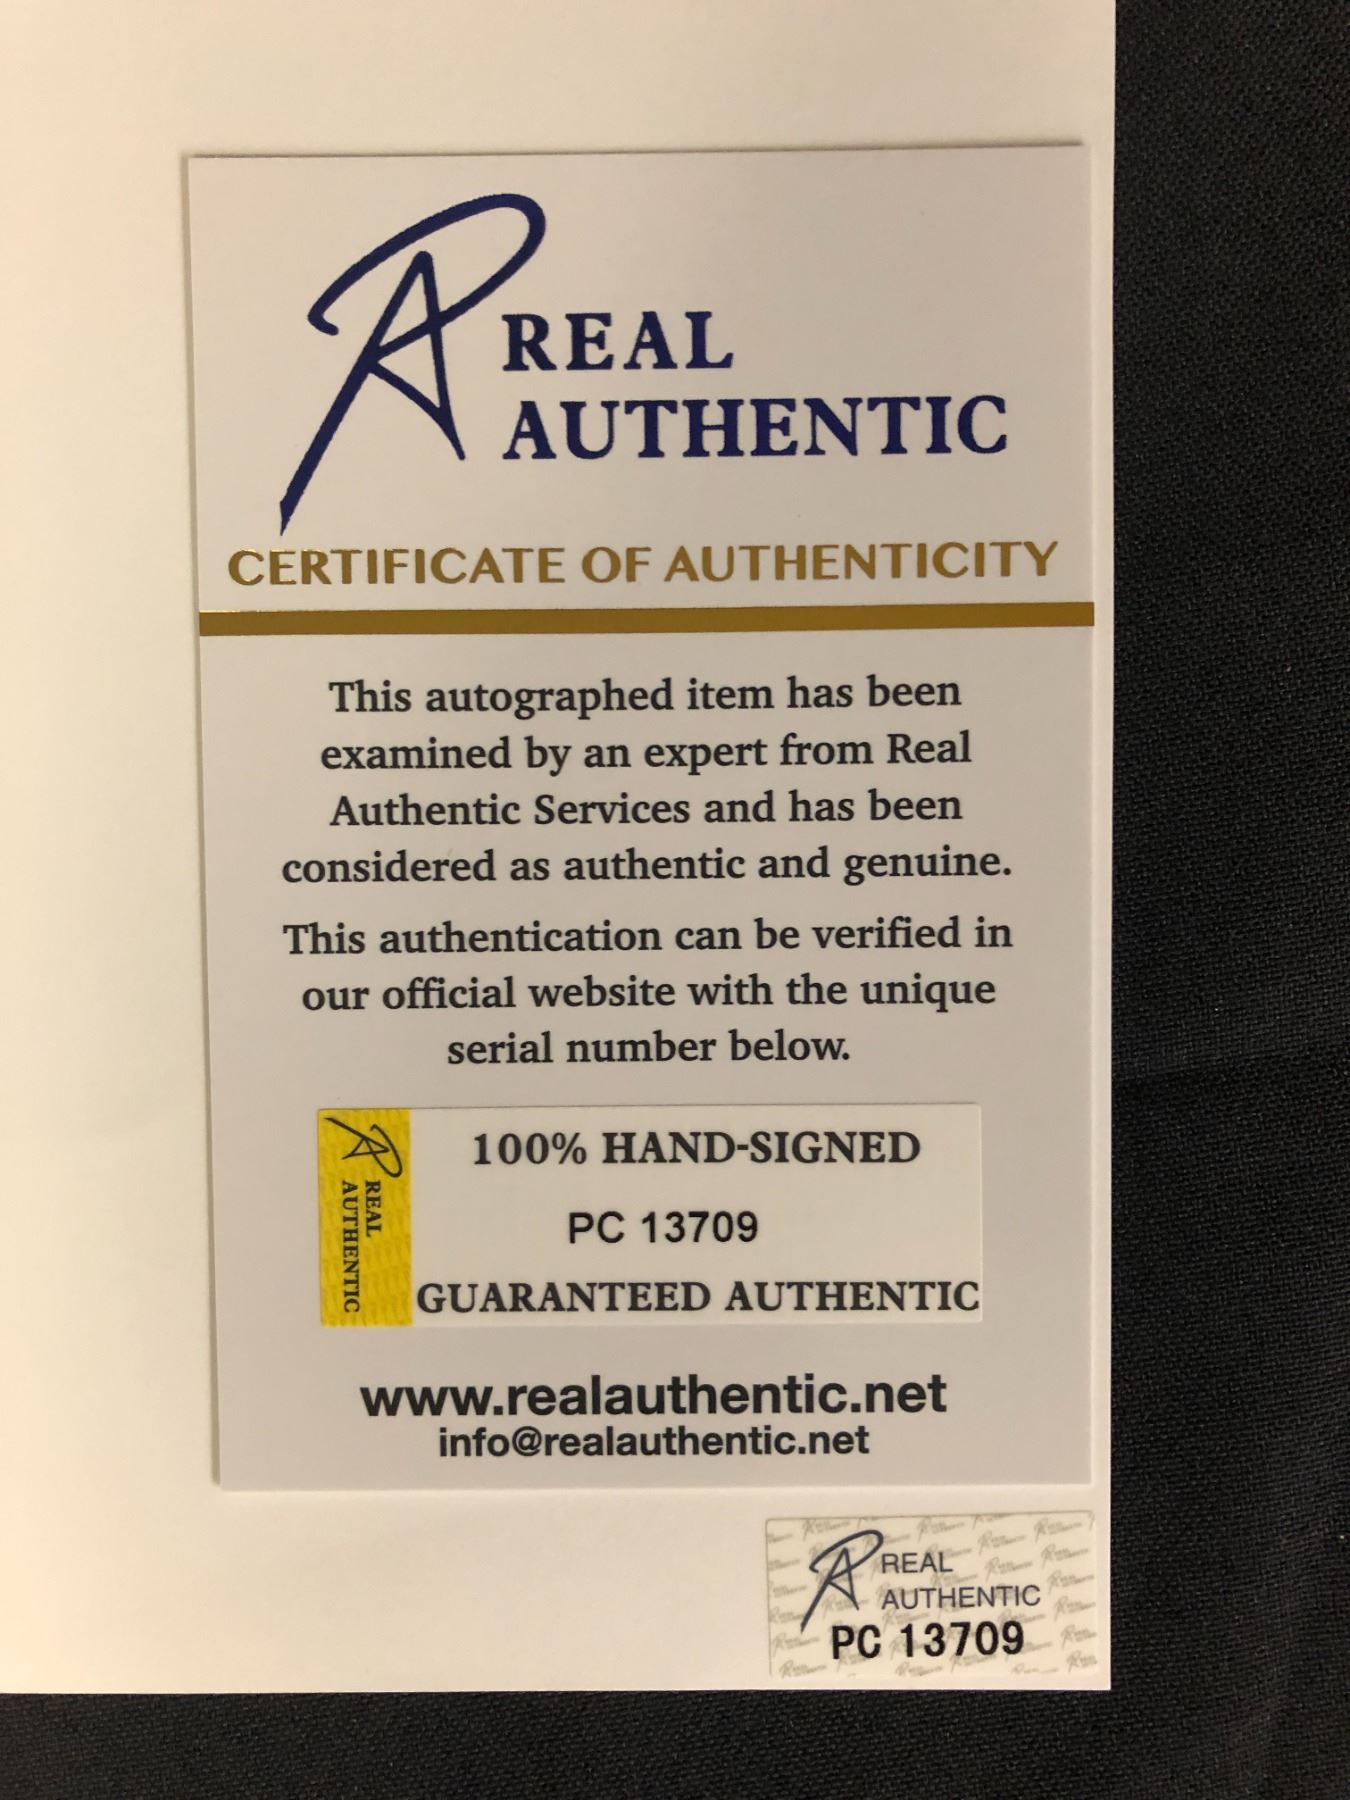 REAL
AUTHENTIC
CERTIFICATE OF AUTHENTICITY
This autographed item has been
examined by an expert from Real
Authentic Services and has been
considered as authentic and genuine.
This authentication can be verified in
our official website with the unique
serial number below.
REAL
AUTHENTIC
100% HAND-SIGNED
PC 13709
GUARANTEED AUTHENTIC
www.realauthentic.net
info@realauthentic.net
REAL
AUTHENTIC
PC 13709